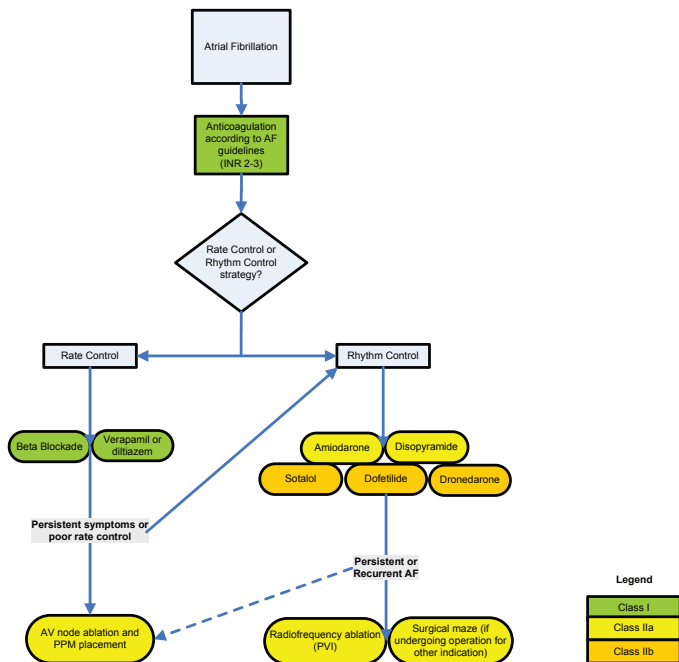 Atrial Fibrillation
Anticoagulation
according to AF
guidelines
(INR 2-3)
Rate Control or
Rhythm Control
strategy?
Rate Control
Rhythm Control
Beta Blockade
Verapamil or
diltiazem
Amiodarone
Disopyramide
Sotalol
Dofetilide
Dronedarone
Persistent symptoms or
poor rate control
Persistent or
Recurrent AF
AV node ablation and
PPM placement
Radiofrequency ablation
(PVI)
Surgical maze (if
undergoing operation for
other indication)
Legend
Class I
Class IIa
Class IIb